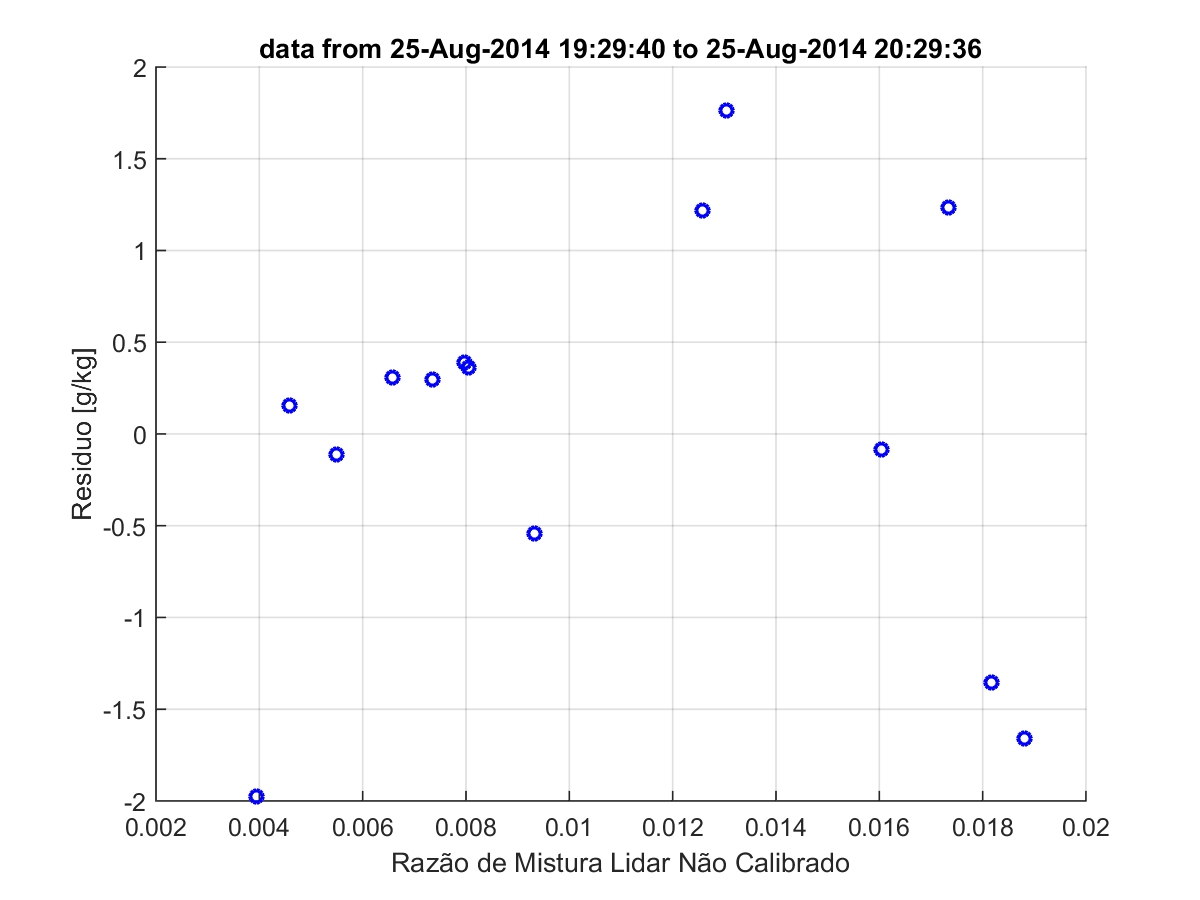 data from 25-Aug-2014 19:29:40 to 25-Aug-2014 20:29:36
2
1.5
1
0.5
0
-0.5
-1
-1.5
-2
Residuo [g/kg]
0.002 0.004 0.006 0.008 0.01 0.012 0.014 0.016 0.018 0.02
Razão de Mistura Lidar Não Calibrado